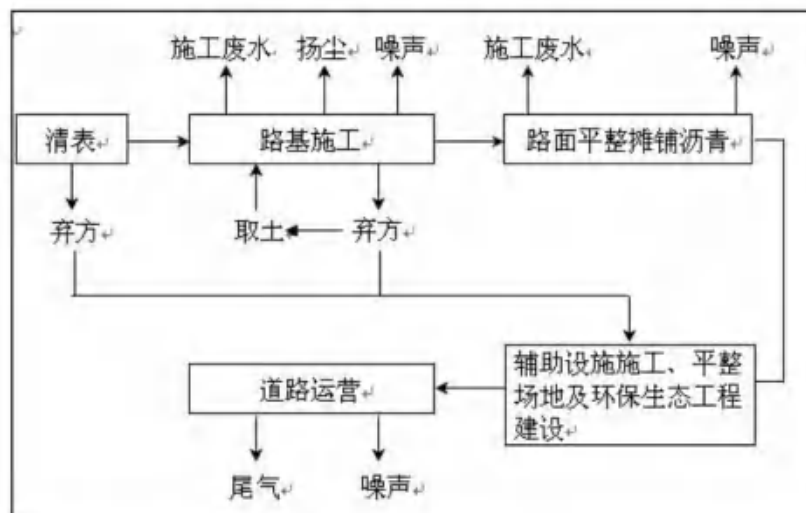 施工废水 扬尘 噪声 施工废水 噪声
清表 路基施工 路面平整摊铺沥青
弃方 取土 弃方
辅助设施施工、平整
场地及环保生态工程
建设
道路运营
尾气 噪声